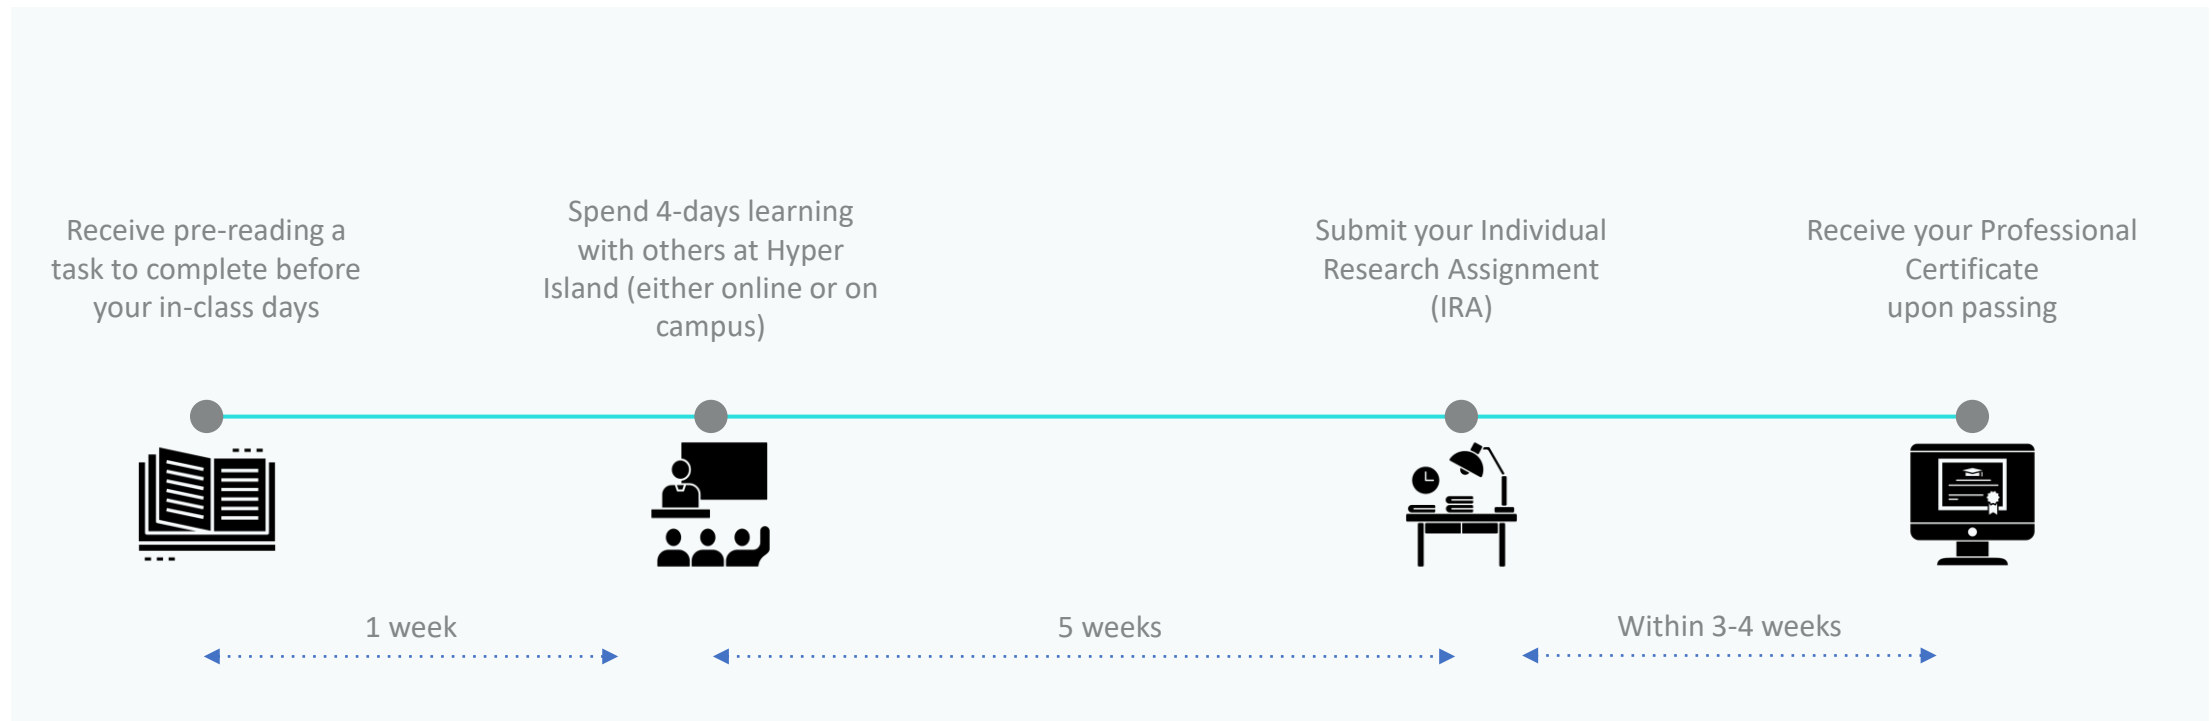 Receive pre-reading a
task to complete before
your in-class days
Spend 4-days learning
with others at Hyper
Island (either online or on
campus)
Submit your Individual
Research Assignment
(IRA)
Receive your Professional
Certificate
upon passing
1 week
5 weeks
Within 3-4 weeks